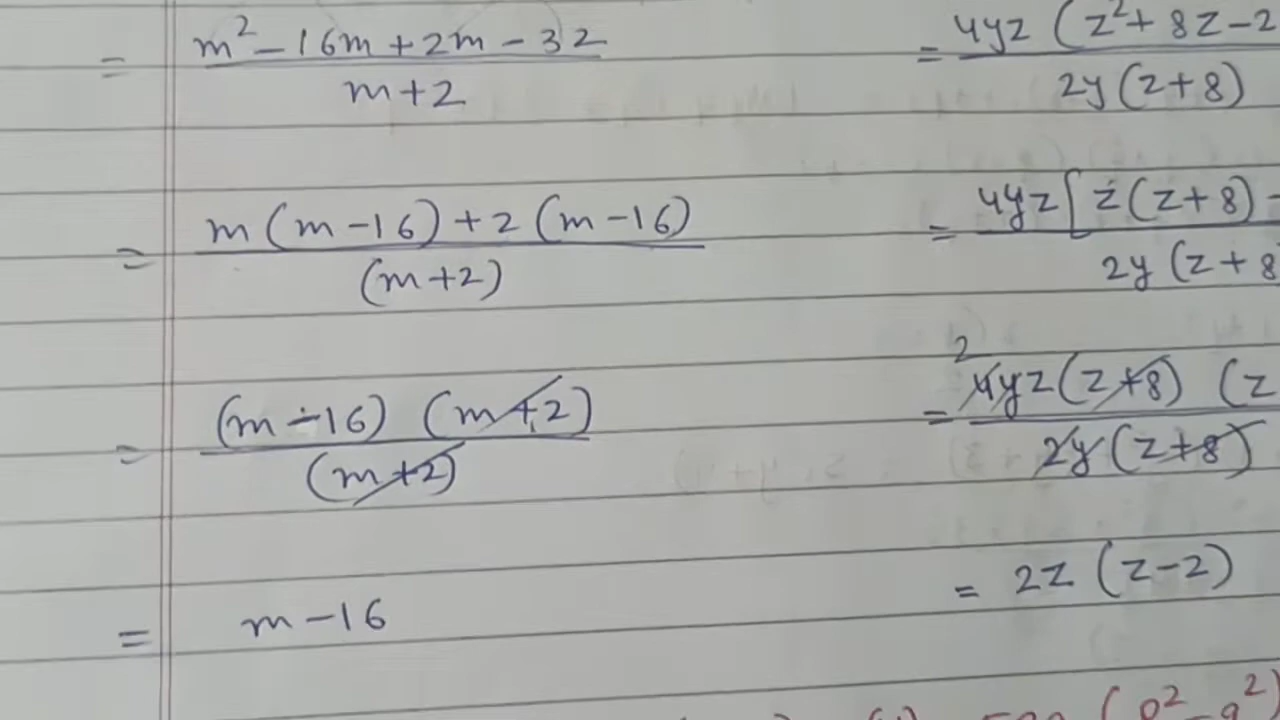 = m² - 16m + 2m - 32
m + 2
= m (m - 16) + 2 (m - 16)
(m + 2)
= (m - 16) (m + 2)
(m + 2)
= m - 16
= 4yz (z² + 8z - 2
2y (z + 8)
= 4yz [ z (z + 8) -
2y (z + 8
2
= 4yz (z + 8) (z
2y (z + 8)
= 2z (z - 2)